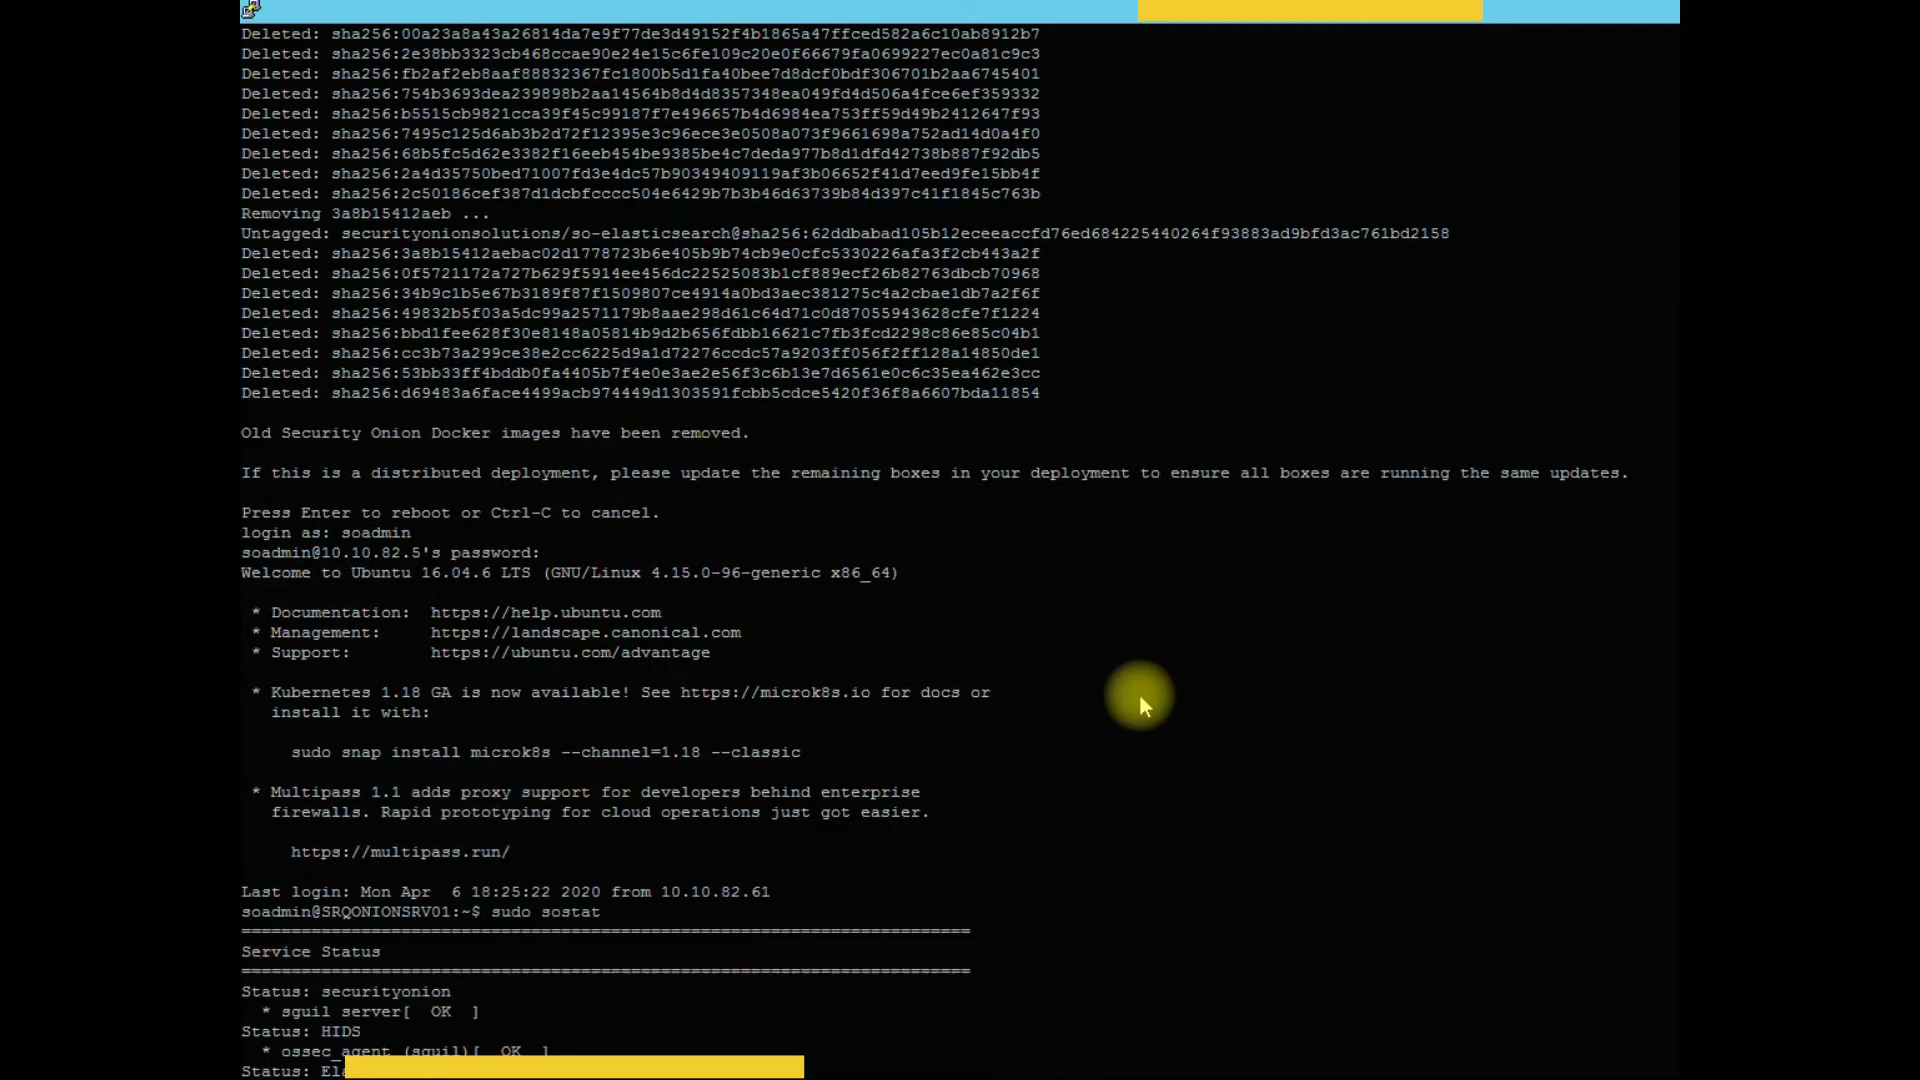 Deleted: sha256:00a23a8a43a26814da7e9f77de3d49152f4b1865a47ffced582a6c10ab8912b7
Deleted: sha256:2e38bb3323cb468ccae90e24e15c6fe109c20e0f66679fa0699227ec0a81c9c3
Deleted: sha256:fb2af2eb8aaf88832367fc1800b5d1fa40bee7d8dcf0bdf306701b2aa6745401
Deleted: sha256:754b3693dea239898b2aa14564b8d4d8357348ea049fd4d506a4fce6ef359332
Deleted: sha256:b5515cb9821cca39f45c99187f7e496657b4d6984ea753ff59d49b2412647f93
Deleted: sha256:7495c125d6ab3b2d72f12395e3c96ece3e0508a073f9661698a752ad14d0a4f0
Deleted: sha256:68b5fc5d62e3382f16eeb454be9385be4c7deda977b8d1dfd42738b887f92db5
Deleted: sha256:2a4d35750bed71007fd3e4dc57b90349409119af3b06652f41d7eed9fe15bb4f
Deleted: sha256:2c50186cef387d1dcbfcccc504e6429b7b3b46d63739b84d397c41f1845c763b
Removing 3a8b15412aeb ...
Untagged: securityonionsolutions/so-elasticsearch@sha256:62ddbabad105b12eceeaccfd76ed684225440264f93883ad9bfd3ac761bd2158
Deleted: sha256:3a8b15412aebac02d1778723b6e405b9b74cb9e0cfc5330226afa3f2cb443a2f
Deleted: sha256:0f5721172a727b629f5914ee456dc22525083b1cf889ecf26b82763dbcb70968
Deleted: sha256:34b9c1b5e67b3189f87f1509807ce4914a0bd3aec381275c4a2cbae1db7a2f6f
Deleted: sha256:49832b5f03a5dc99a2571179b8aae298d61c64d71c0d87055943628cfe7f1224
Deleted: sha256:bbd1fee628f30e8148a05814b9d2b656fdbb16621c7fb3fcd2298c86e85c04b1
Deleted: sha256:cc3b73a299ce38e2cc6225d9a1d72276ccdc57a9203ff056f2ff128a14850de1
Deleted: sha256:53bb33ff4bddb0fa4405b7f4e0e3ae2e56f3c6b13e7d6561e0c6c35ea462e3cc
Deleted: sha256:d69483a6face4499acb974449d1303591fcbb5cdce5420f36f8a6607bda11854
Old Security Onion Docker images have been removed.
If this is a distributed deployment, please update the remaining boxes in your deployment to ensure all boxes are running the same updates.
Press Enter to reboot or Ctrl-C to cancel.
login as: soadmin
soadmin@10.10.82.5's password:
Welcome to Ubuntu 16.04.6 LTS (GNU/Linux 4.15.0-96-generic x86_64)
* Documentation:  https://help.ubuntu.com
* Management:     https://landscape.canonical.com
* Support:        https://ubuntu.com/advantage
* Kubernetes 1.18 GA is now available! See https://microk8s.io for docs or
install it with:
sudo snap install microk8s --channel=1.18 --classic
* Multipass 1.1 adds proxy support for developers behind enterprise
firewalls. Rapid prototyping for cloud operations just got easier.
https://multipass.run/
Last login: Mon Apr  6 18:25:22 2020 from 10.10.82.61
soadmin@SRQONIONSRV01:~$ sudo sostat
=========================================================================
Service Status
=========================================================================
Status: securityonion
* sguil server[  OK  ]
Status: HIDS
* ossec_agent (sguil)[  OK  ]
Status: Ela